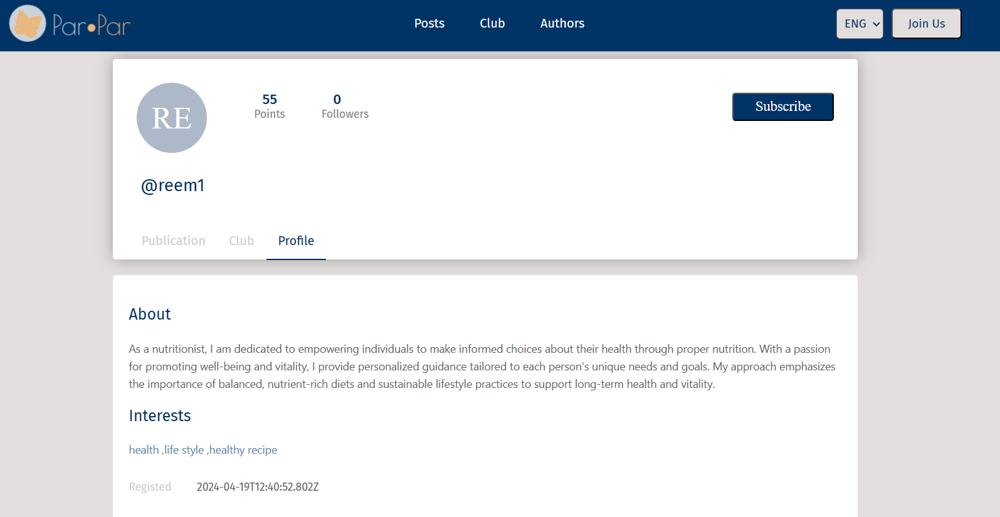 Par•Par
Posts
Club
Authors
ENG
Join Us
RE
55
Points
0
Followers
Subscribe
@reem1
Publication
Club
Profile
About
As a nutritionist, I am dedicated to empowering individuals to make informed choices about their health through proper nutrition. With a passion
for promoting well-being and vitality, I provide personalized guidance tailored to each person's unique needs and goals. My approach emphasizes
the importance of balanced, nutrient-rich diets and sustainable lifestyle practices to support long-term health and vitality.
Interests
health ,life style ,healthy recipe
Registed 2024-04-19T12:40:52.802Z